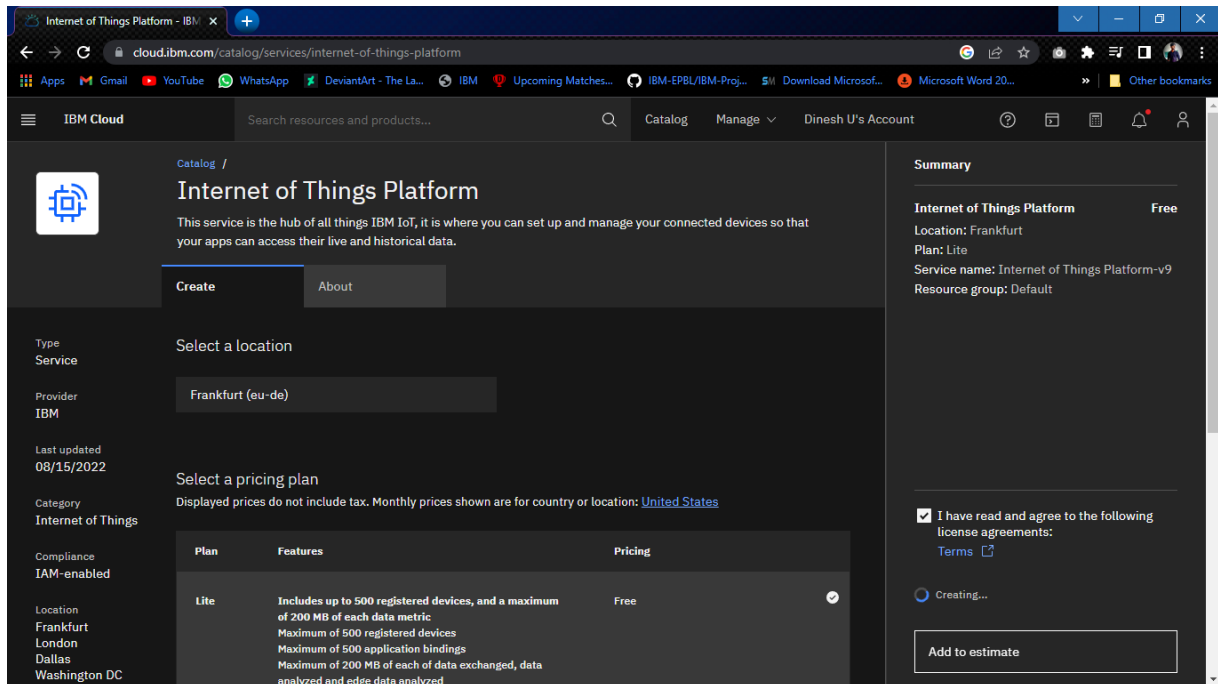 Internet of Things Platform - IBM
cloud.ibm.com/catalog/services/internet-of-things-platform
Apps Gmail YouTube WhatsApp DeviantArt - The La... IBM Upcoming Matches... IBM-EPBL/IBM-Proj... SM Download Microsof... Microsoft Word 20... » Other bookmarks
IBM Cloud Search resources and products... Catalog Manage Dinesh U's Account
Catalog /
Internet of Things Platform
This service is the hub of all things IBM IoT, it is where you can set up and manage your connected devices so that
your apps can access their live and historical data.
Create About
Type
Service
Provider
IBM
Last updated
08/15/2022
Category
Internet of Things
Compliance
IAM-enabled
Location
Frankfurt
London
Dallas
Washington DC
Select a location
Frankfurt (eu-de)
Select a pricing plan
Displayed prices do not include tax. Monthly prices shown are for country or location: United States
Plan Features Pricing
Lite Includes up to 500 registered devices, and a maximum Free
of 200 MB of each data metric
Maximum of 500 registered devices
Maximum of 500 application bindings
Maximum of 200 MB of each of data exchanged, data
analyzed and edge data analyzed
Summary
Internet of Things Platform Free
Location: Frankfurt
Plan: Lite
Service name: Internet of Things Platform-v9
Resource group: Default
I have read and agree to the following
license agreements:
Terms
Creating...
Add to estimate